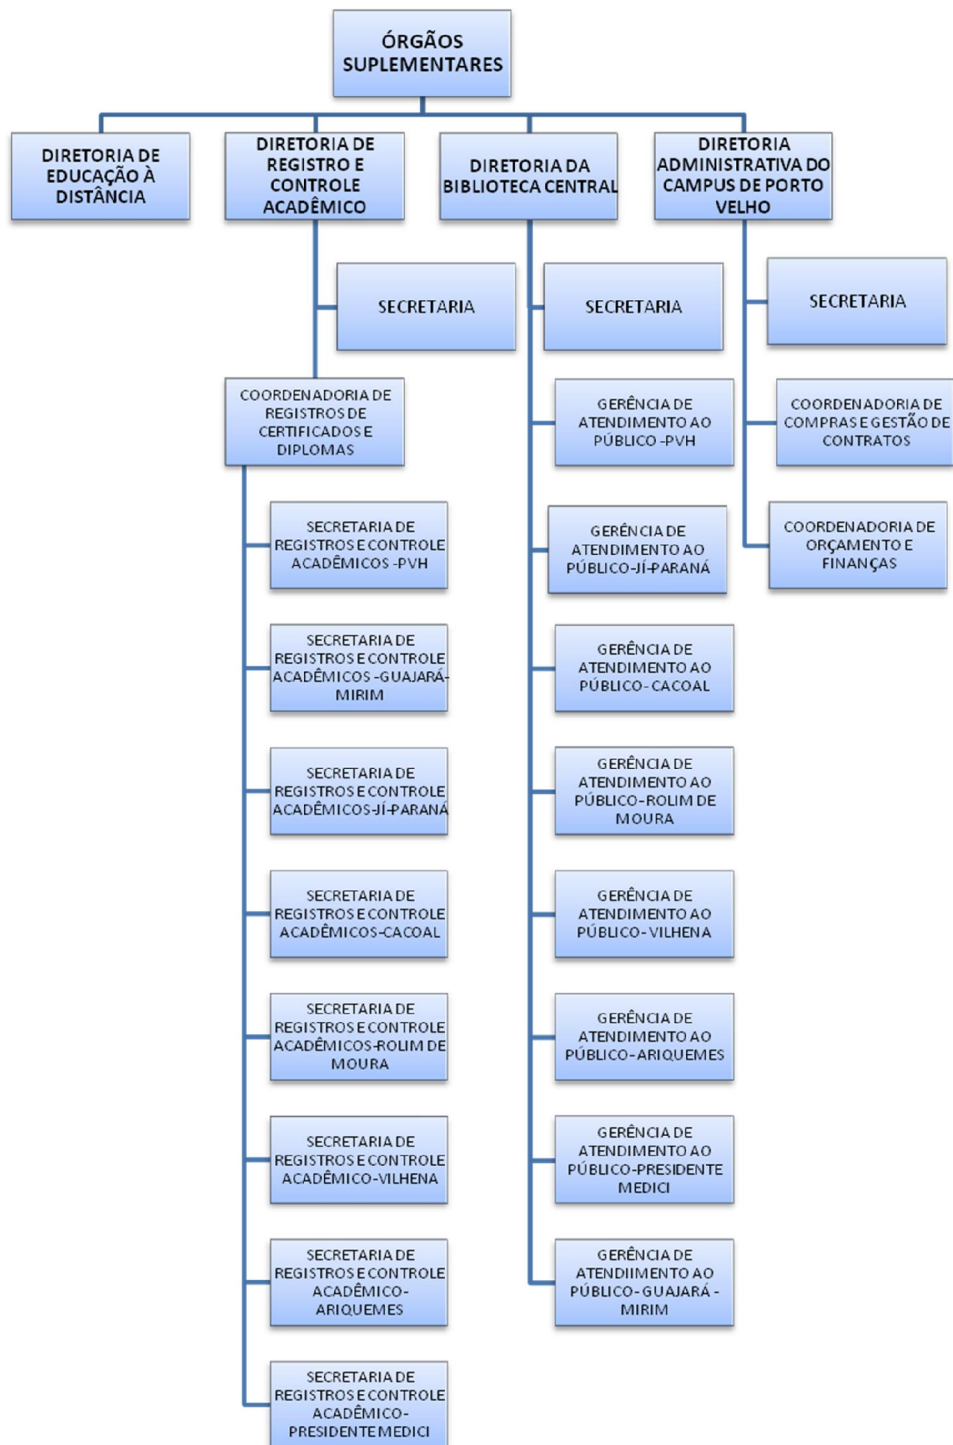 ÓRGÃOS
SUPLEMENTARES
DIRETORIA DE
EDUCAÇÃO À
DISTÂNCIA
DIRETORIA DE
REGISTRO E
CONTROLE
ACADÊMICO
DIRETORIA DA
BIBLIOTECA CENTRAL
DIRETORIA
ADMINISTRATIVA DO
CAMPUS DE PORTO
VELHO
SECRETARIA
SECRETARIA
SECRETARIA
COORDENADORIA DE
REGISTROS DE
CERTIFICADOS E
DIPLOMAS
SECRETARIA DE
REGISTROS E CONTROLE
ACADÊMICOS -PVH
SECRETARIA DE
REGISTROS E CONTROLE
ACADÊMICOS -GUAJARÁ-
MIRIM
SECRETARIA DE
REGISTROS E CONTROLE
ACADÊMICOS-JÍ-PARANÁ
SECRETARIA DE
REGISTROS E CONTROLE
ACADÊMICOS-CACOAL
SECRETARIA DE
REGISTROS E CONTROLE
ACADÊMICOS-ROLIM DE
MOURA
SECRETARIA DE
REGISTROS E CONTROLE
ACADÊMICO-VILHENA
SECRETARIA DE
REGISTROS E CONTROLE
ACADÊMICO-
ARIQUEMES
SECRETARIA DE
REGISTROS E CONTROLE
ACADÊMICO-
PRESIDENTE MEDICI
GERÊNCIA DE
ATENDIMENTO AO
PÚBLICO -PVH
GERÊNCIA DE
ATENDIMENTO AO
PÚBLICO-JÍ-PARANÁ
GERÊNCIA DE
ATENDIMENTO AO
PÚBLICO- CACOAL
GERÊNCIA DE
ATENDIMENTO AO
PÚBLICO-ROLIM DE
MOURA
GERÊNCIA DE
ATENDIMENTO AO
PÚBLICO- VILHENA
GERÊNCIA DE
ATENDIMENTO AO
PÚBLICO- ARIQUEMES
GERÊNCIA DE
ATENDIMENTO AO
PÚBLICO-PRESIDENTE
MEDICI
GERÊNCIA DE
ATENDIIMENTO AO
PÚBLICO- GUAJARÁ -
MIRIM
COORDENADORIA DE
COMPRAS E GESTÃO DE
CONTRATOS
COORDENADORIA DE
ORÇAMENTO E
FINANÇAS